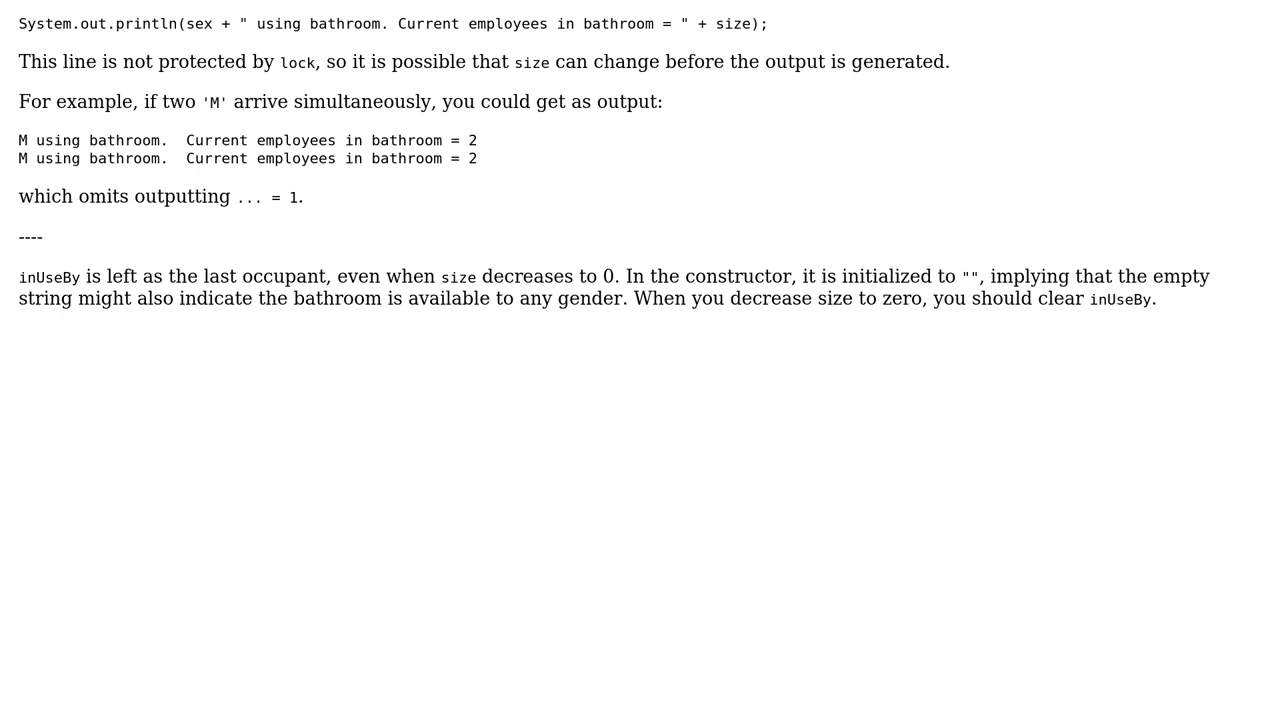 System.out.println(sex + " using bathroom. Current employees in bathroom = " + size);
This line is not protected by lock, so it is possible that size can change before the output is generated.
For example, if two 'M' arrive simultaneously, you could get as output:
M using bathroom.  Current employees in bathroom = 2
M using bathroom.  Current employees in bathroom = 2
which omits outputting ... = 1.
----
inUseBy is left as the last occupant, even when size decreases to 0. In the constructor, it is initialized to "", implying that the empty
string might also indicate the bathroom is available to any gender. When you decrease size to zero, you should clear inUseBy.